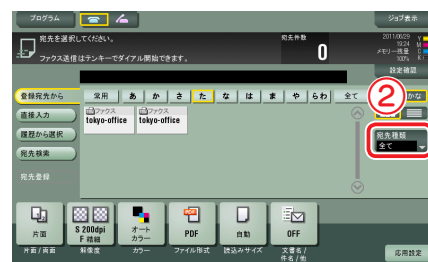 プログラム
ジョブ表示
宛先を選択してください。
ファクス送信はテンキーでダイアル開始できます。
宛先件数
0
2011/06/29
19:24
メモリー残量
100%
Y
M
C
K
設定確認
登録宛先から
常用
あ
か
さ
た
な
は
ま
や
らわ
全て
かな
②
直接入力
履歴から選択
宛先検索
宛先登録
ファクス
tokyo-office
ファクス
tokyo-office
宛先種類
全て
片面
S 200dpi
F 精細
オート
カラー
PDF
自動
OFF
片面/両面
解像度
カラー
ファイル形式
読込みサイズ
文書名/
件名/他
応用設定